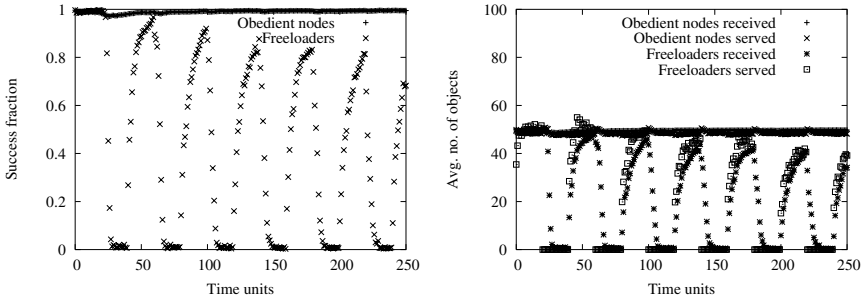 1
0.8
0.6
0.4
0.2
0
0
50
100
150
200
250
Success fraction
Time units
Obedient nodes
Freeloaders
100
80
60
40
20
0
0
50
100
150
200
250
Avg. no. of objects
Time units
Obedient nodes received
Obedient nodes served
Freeloaders received
Freeloaders served